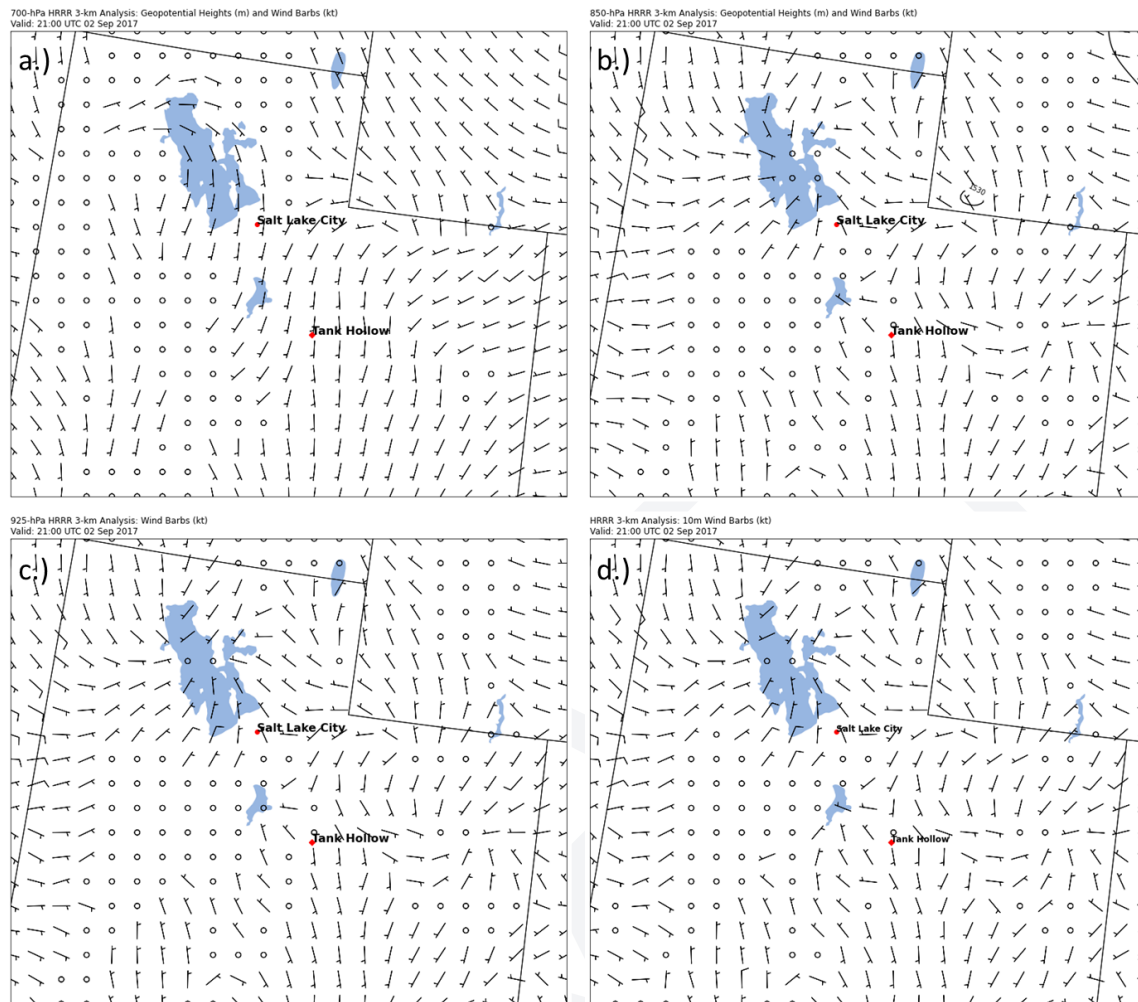 700-hPa HRRR 3-km Analysis: Geopotential Heights (m) and Wind Barbs (kt)
Valid: 21:00 UTC 02 Sep 2017
a.)
Salt Lake City
Tank Hollow
850-hPa HRRR 3-km Analysis: Geopotential Heights (m) and Wind Barbs (kt)
Valid: 21:00 UTC 02 Sep 2017
b.)
1530
Salt Lake City
Tank Hollow
925-hPa HRRR 3-km Analysis: Wind Barbs (kt)
Valid: 21:00 UTC 02 Sep 2017
c.)
Salt Lake City
Tank Hollow
HRRR 3-km Analysis: 10m Wind Barbs (kt)
Valid: 21:00 UTC 02 Sep 2017
d.)
Salt Lake City
Tank Hollow